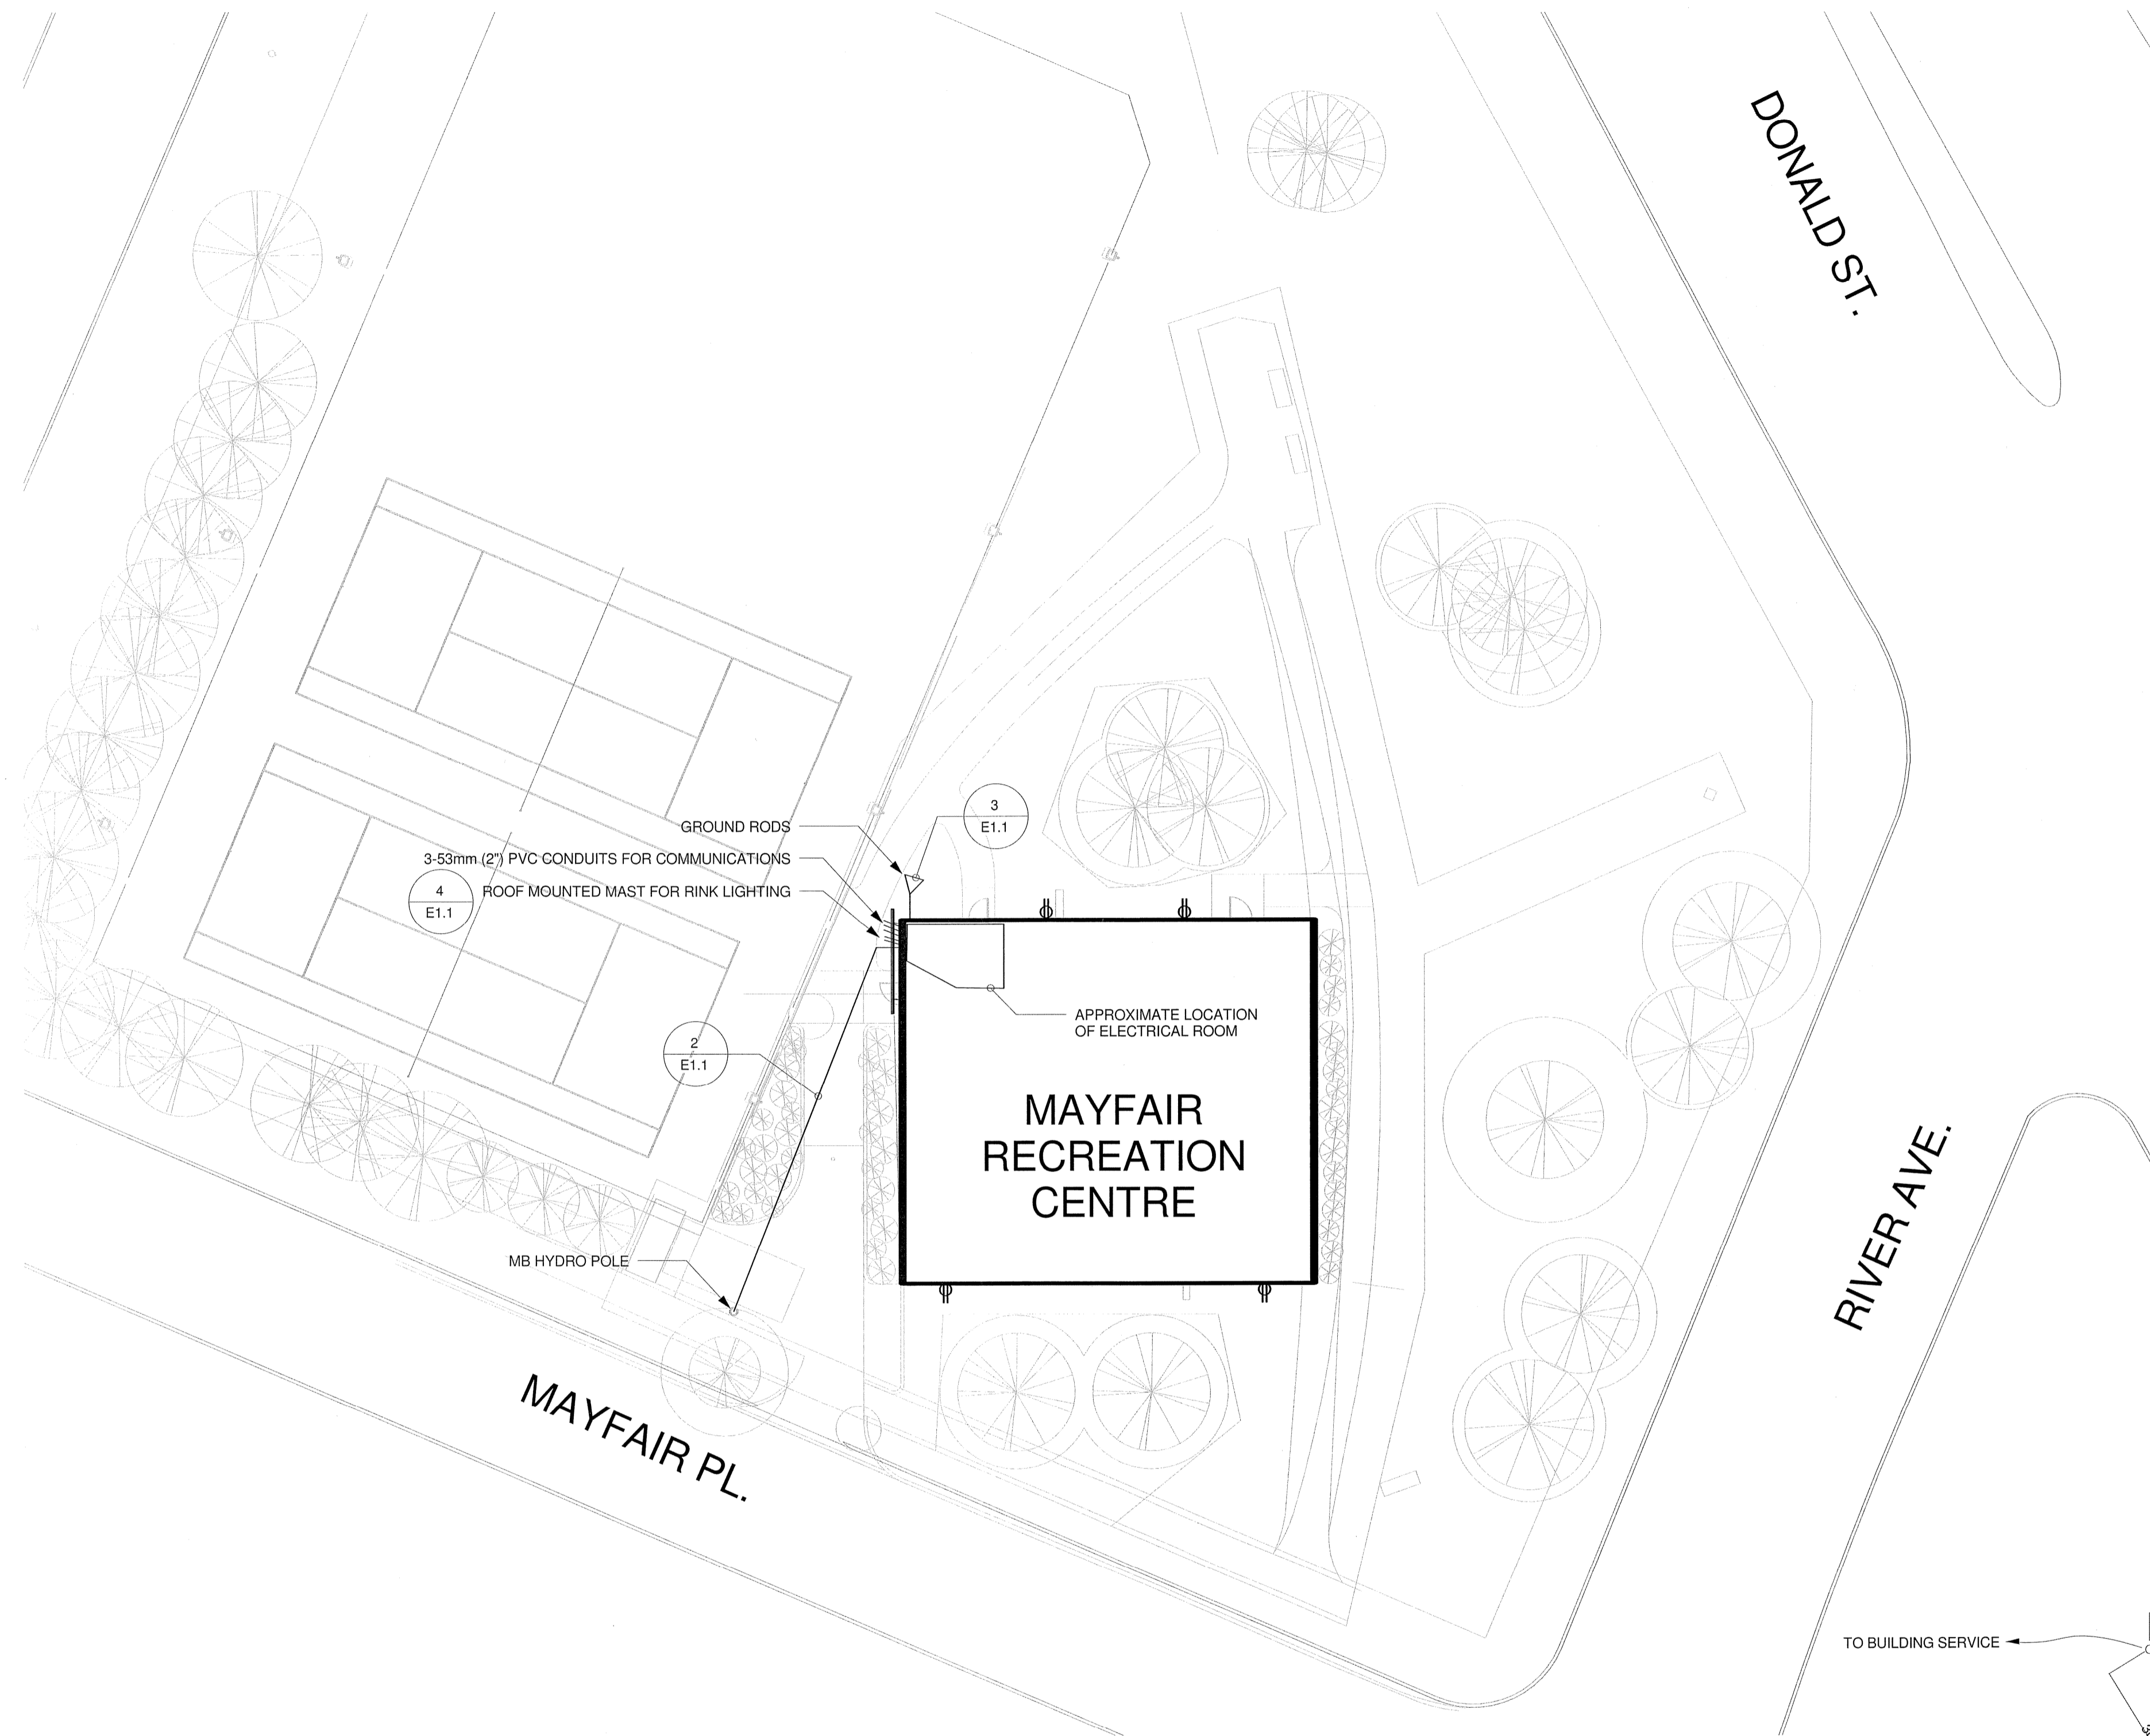 DONALD ST.
3
E1.1
GROUND RODS
3-53mm (2") PVC CONDUITS FOR COMMUNICATIONS
4
E1.1
ROOF MOUNTED MAST FOR RINK LIGHTING
APPROXIMATE LOCATION
OF ELECTRICAL ROOM
2
E1.1
MAYFAIR
RECREATION
CENTRE
RIVER AVE.
MB HYDRO POLE
MAYFAIR PL.
TO BUILDING SERVICE